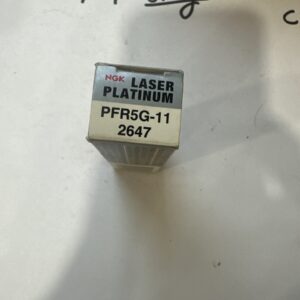 NGK LASER
PLATINUM
PFR5G-11
2647